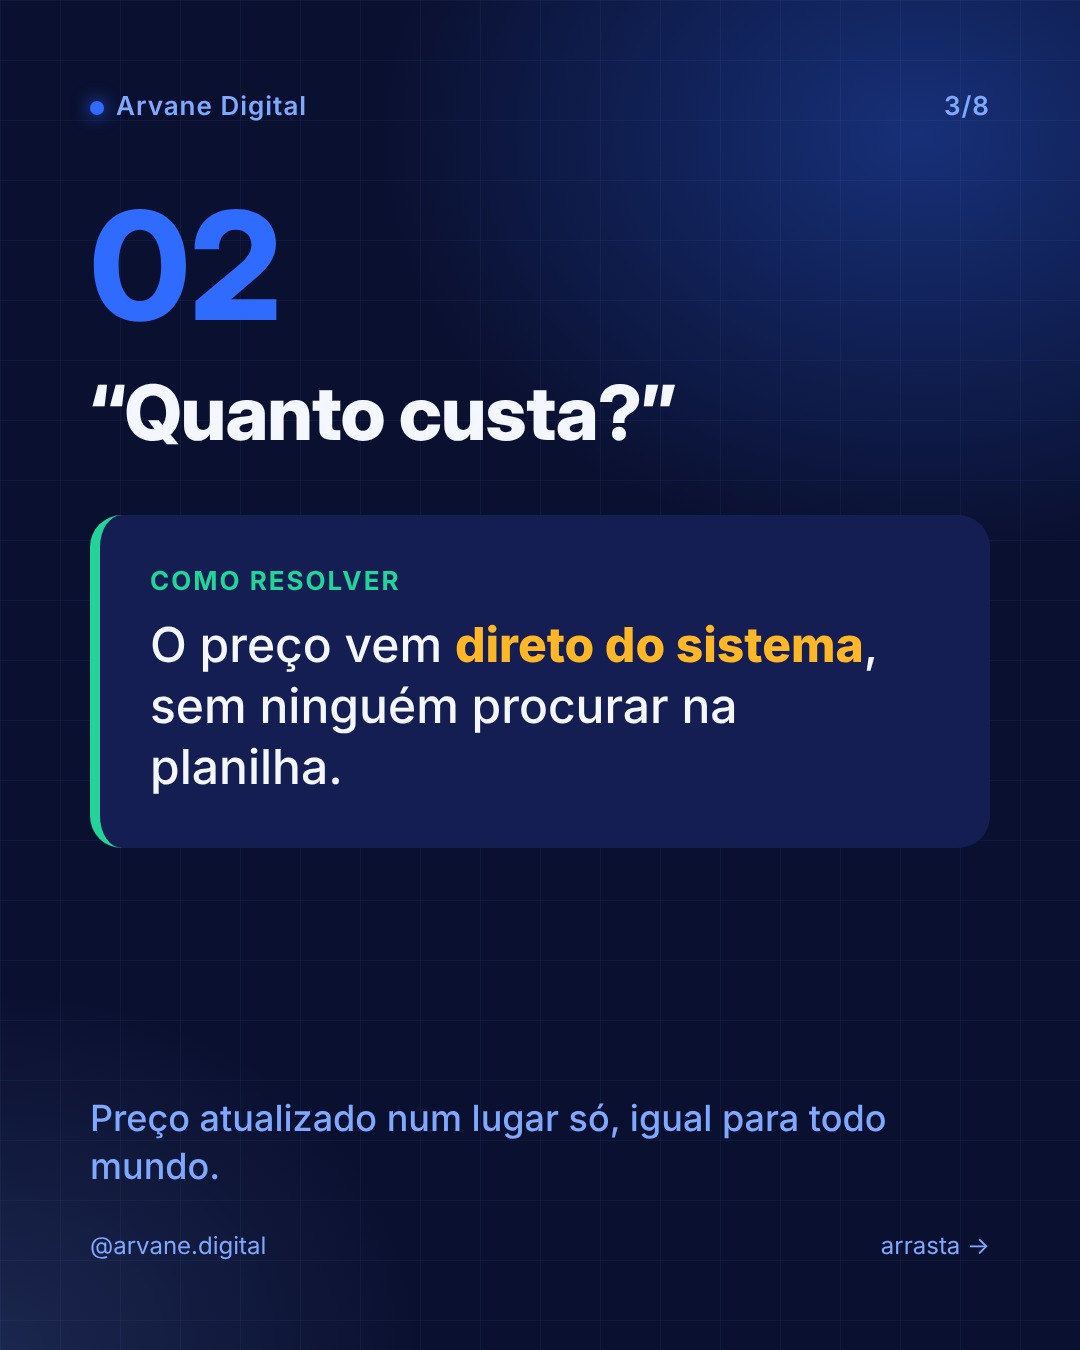 Arvane Digital
3/8
02
“Quanto custa?”
COMO RESOLVER
O preço vem direto do sistema,
sem ninguém procurar na
planilha.
Preço atualizado num lugar só, igual para todo
mundo.
@arvane.digital
arrasta →